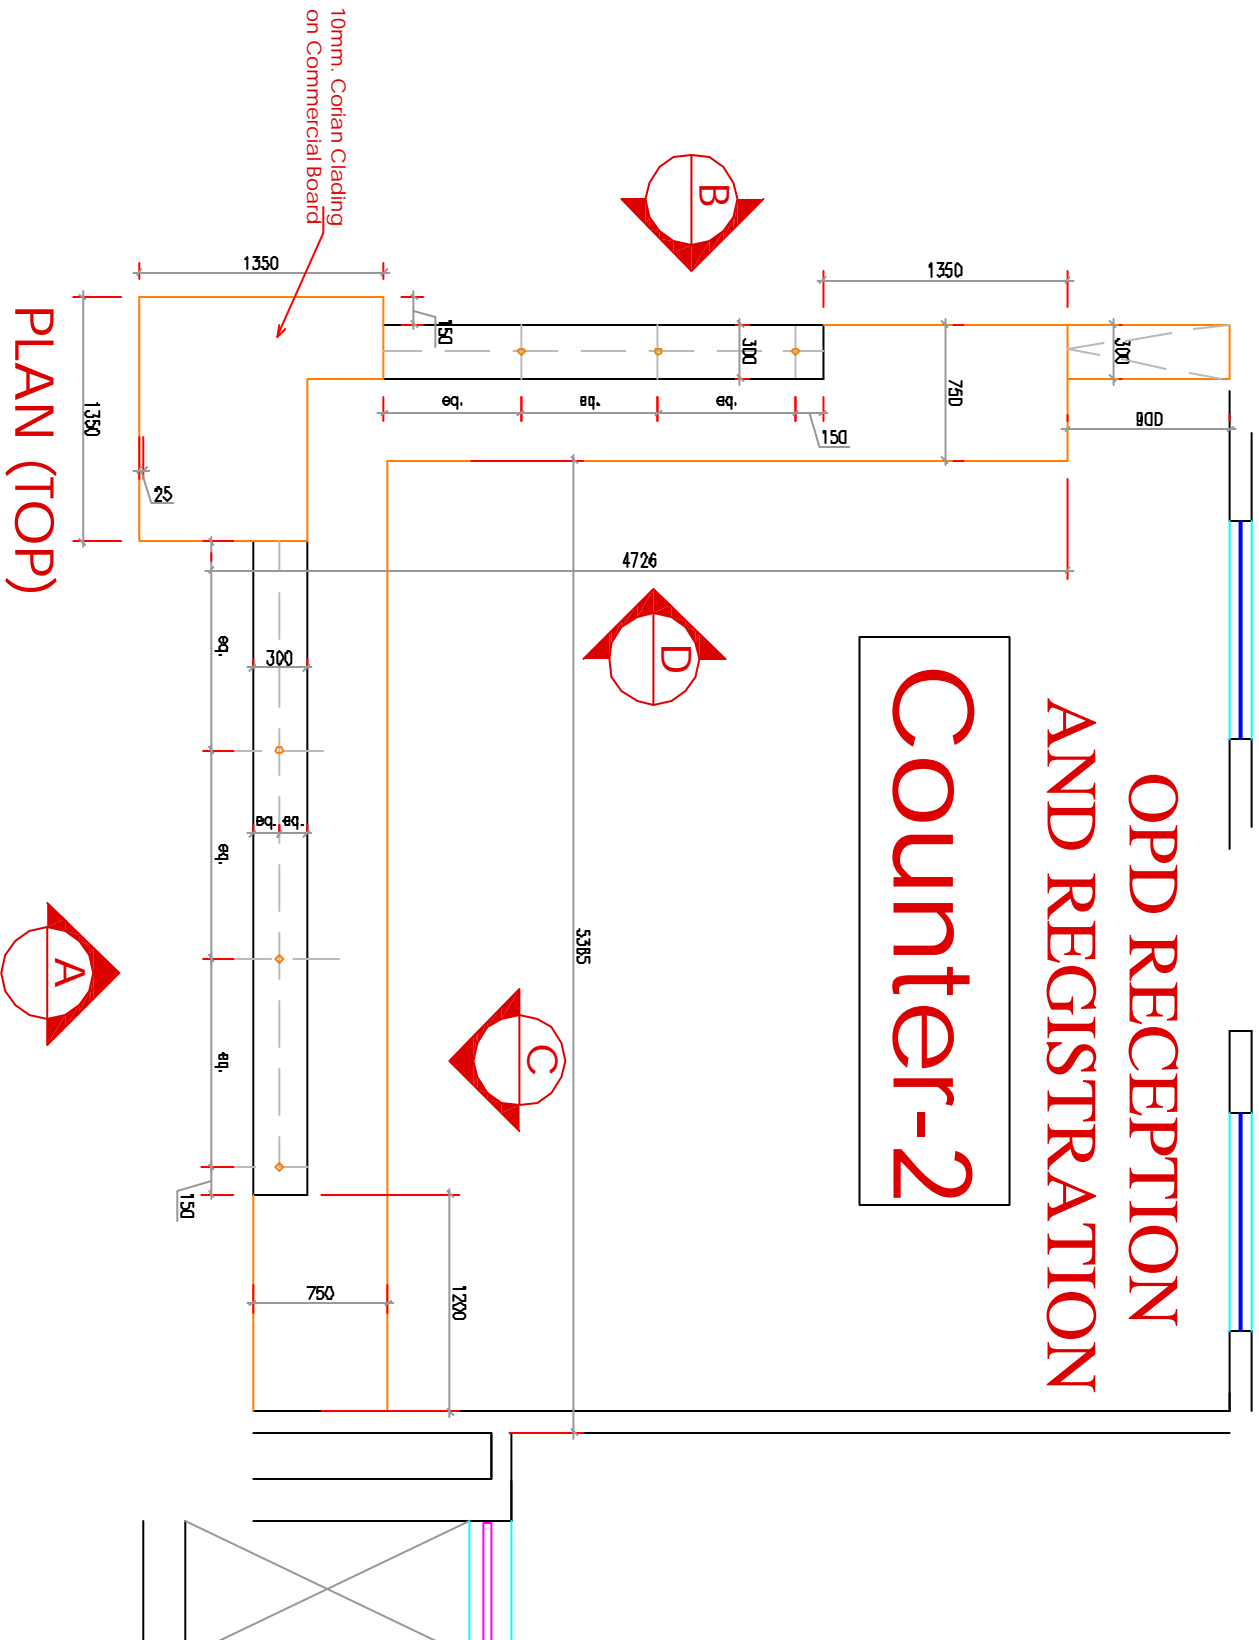 OPD RECEPTION
AND REGISTRATION
Counter-2
10mm. Corian Clading
on Commercial Board
PLAN (TOP)
A
B
C
D
1350
1350
1350
150
300
750
300
900
eq.
eq.
eq.
150
25
4726
5385
300
eq.
eq.
eq.
eq.
eq.
150
750
1200